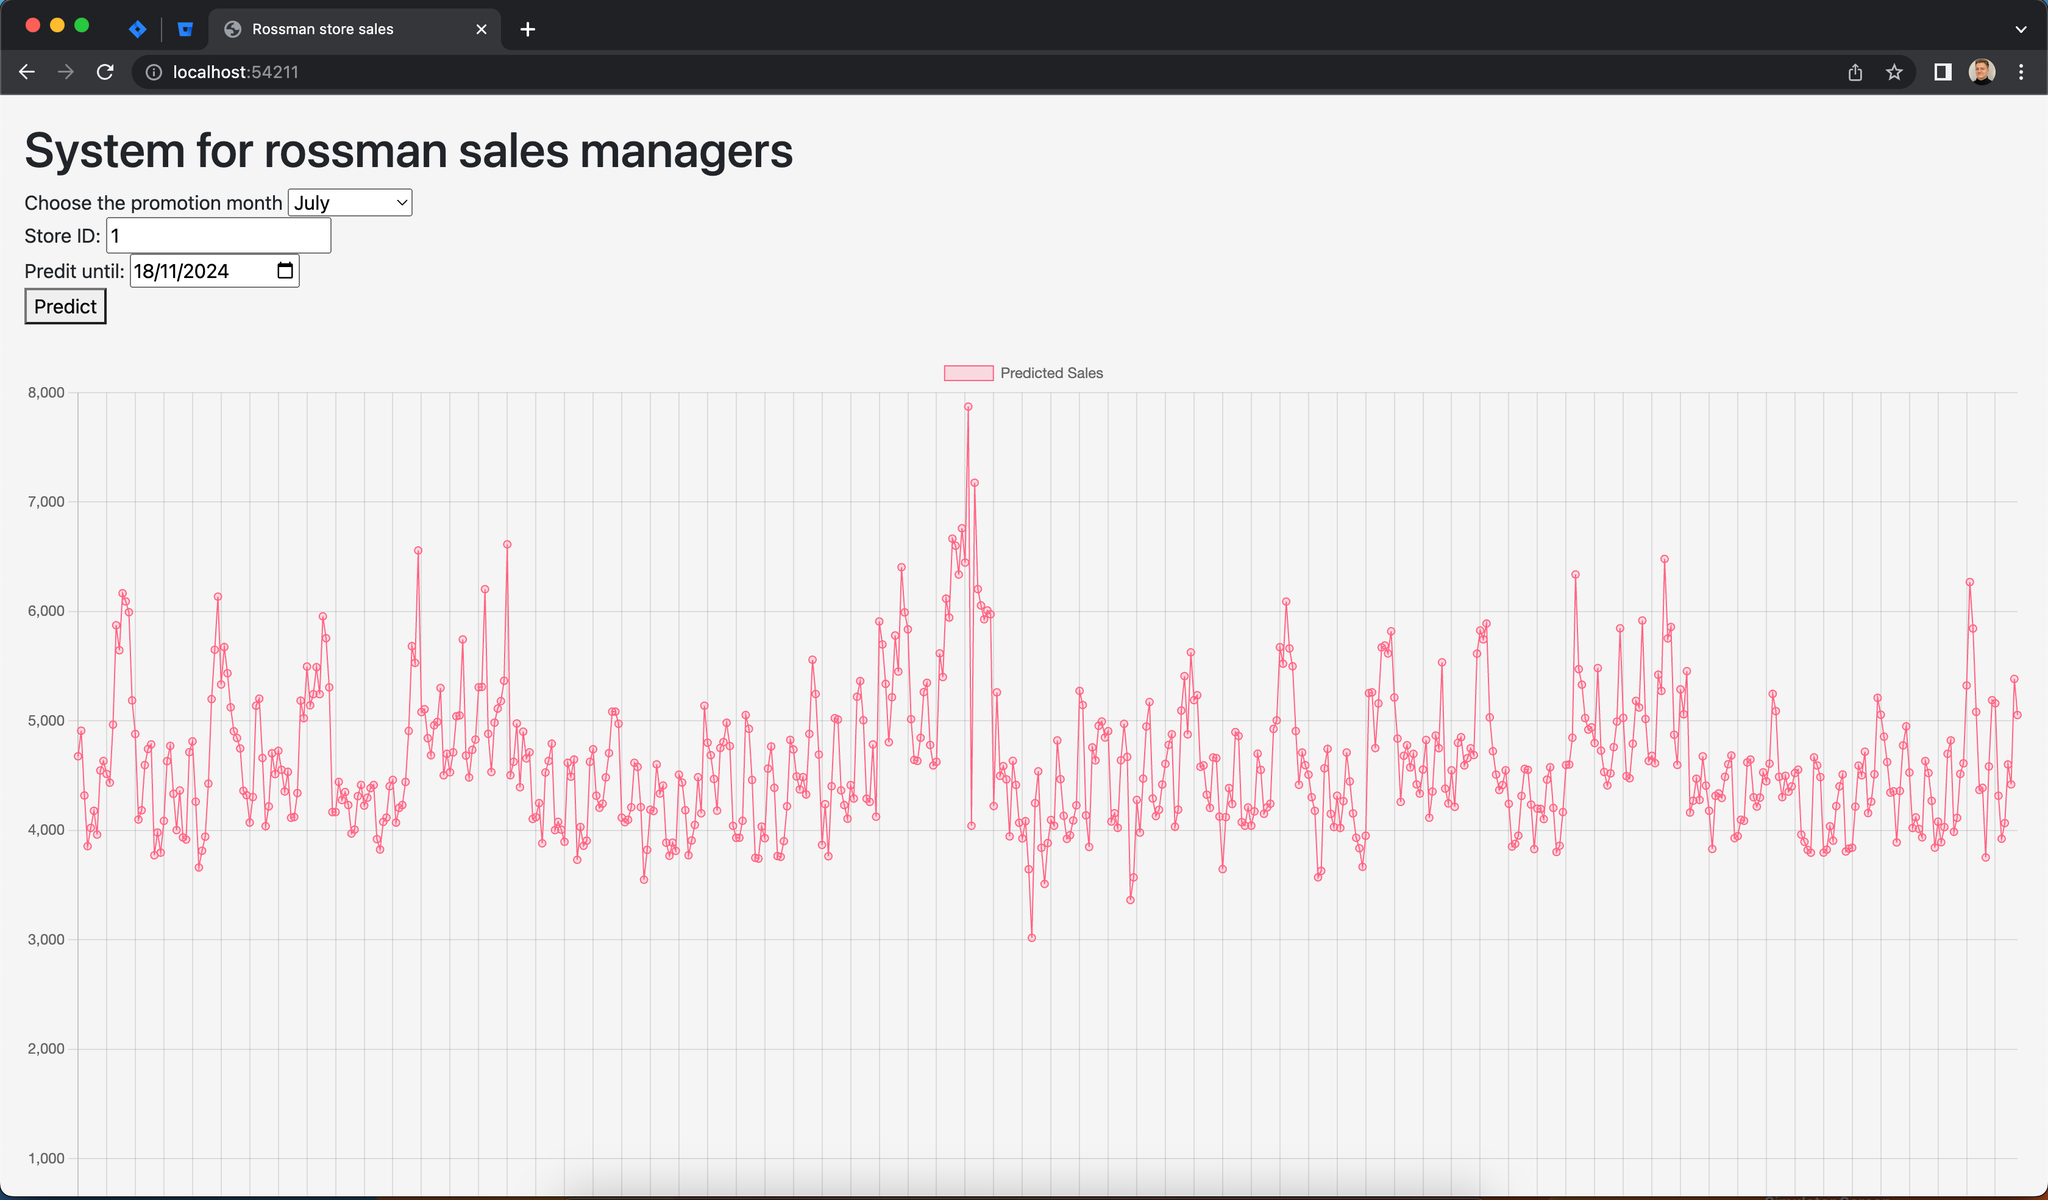 Rossman store sales
localhost:54211
System for rossman sales managers
Choose the promotion month July
Store ID: 1
Predit until: 18/11/2024
Predict
Predicted Sales
8,000
7,000
6,000
5,000
4,000
3,000
2,000
1,000